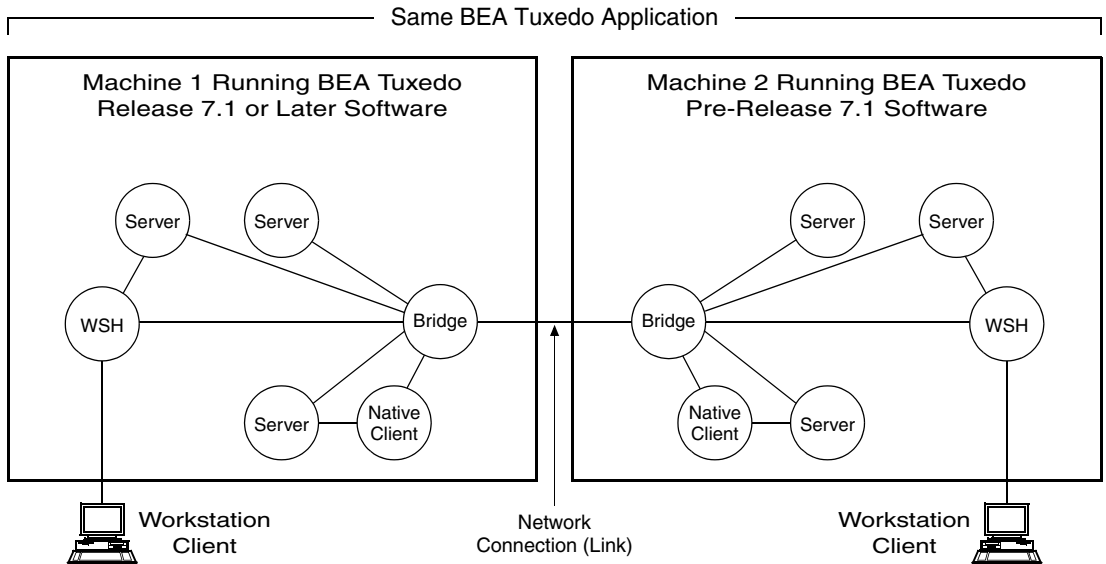 Same BEA Tuxedo Application
Machine 1 Running BEA Tuxedo
Release 7.1 or Later Software
Machine 2 Running BEA Tuxedo
Pre-Release 7.1 Software
Server
Server
Server
Server
WSH
Bridge
Bridge
WSH
Server
Native
Client
Native
Client
Server
Workstation
Client
Network
Connection (Link)
Workstation
Client